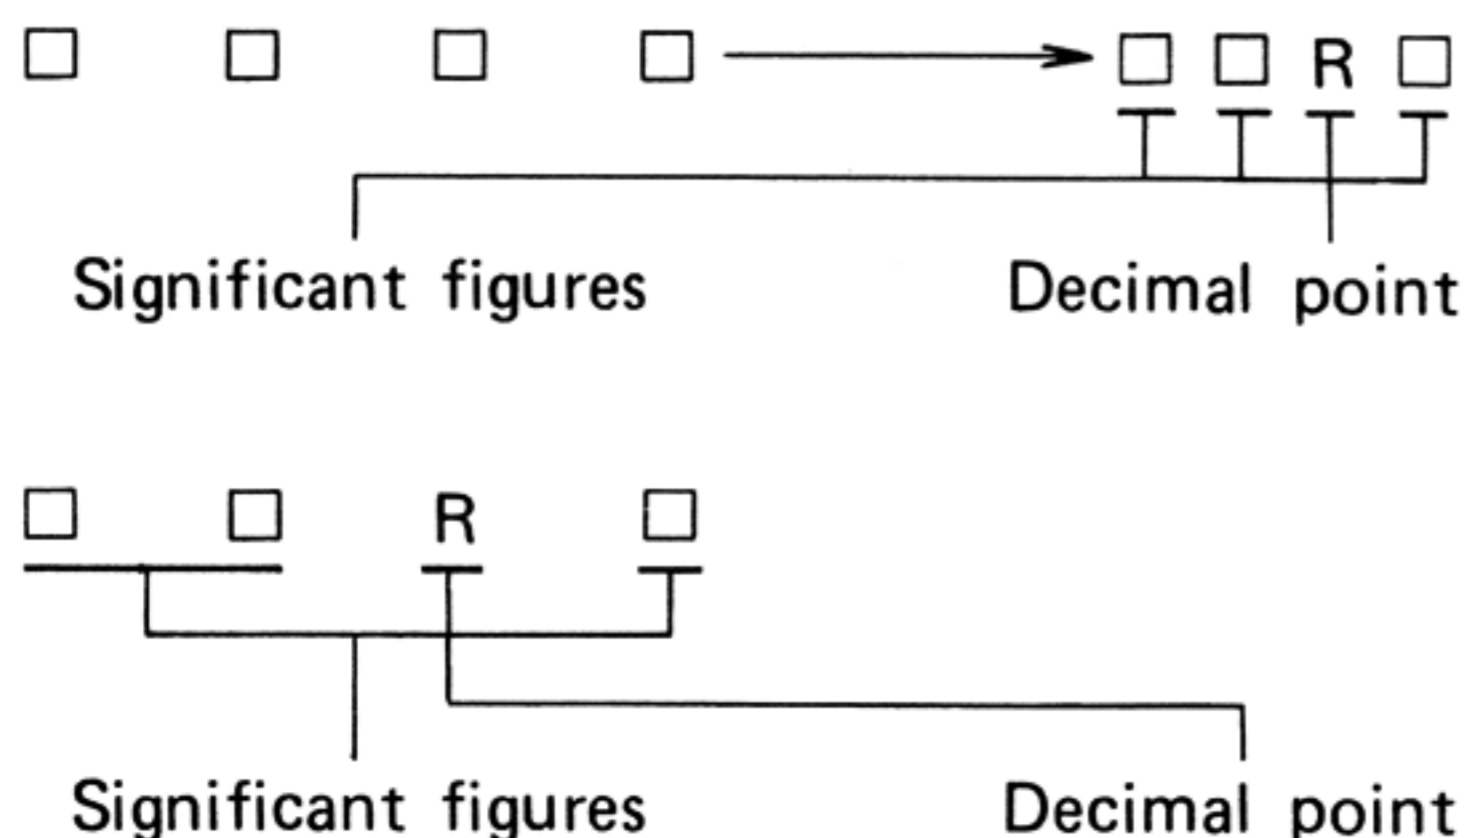 □ □ □ □ □ □ R □
Significant figures Decimal point
□ □ R □
Significant figures Decimal point